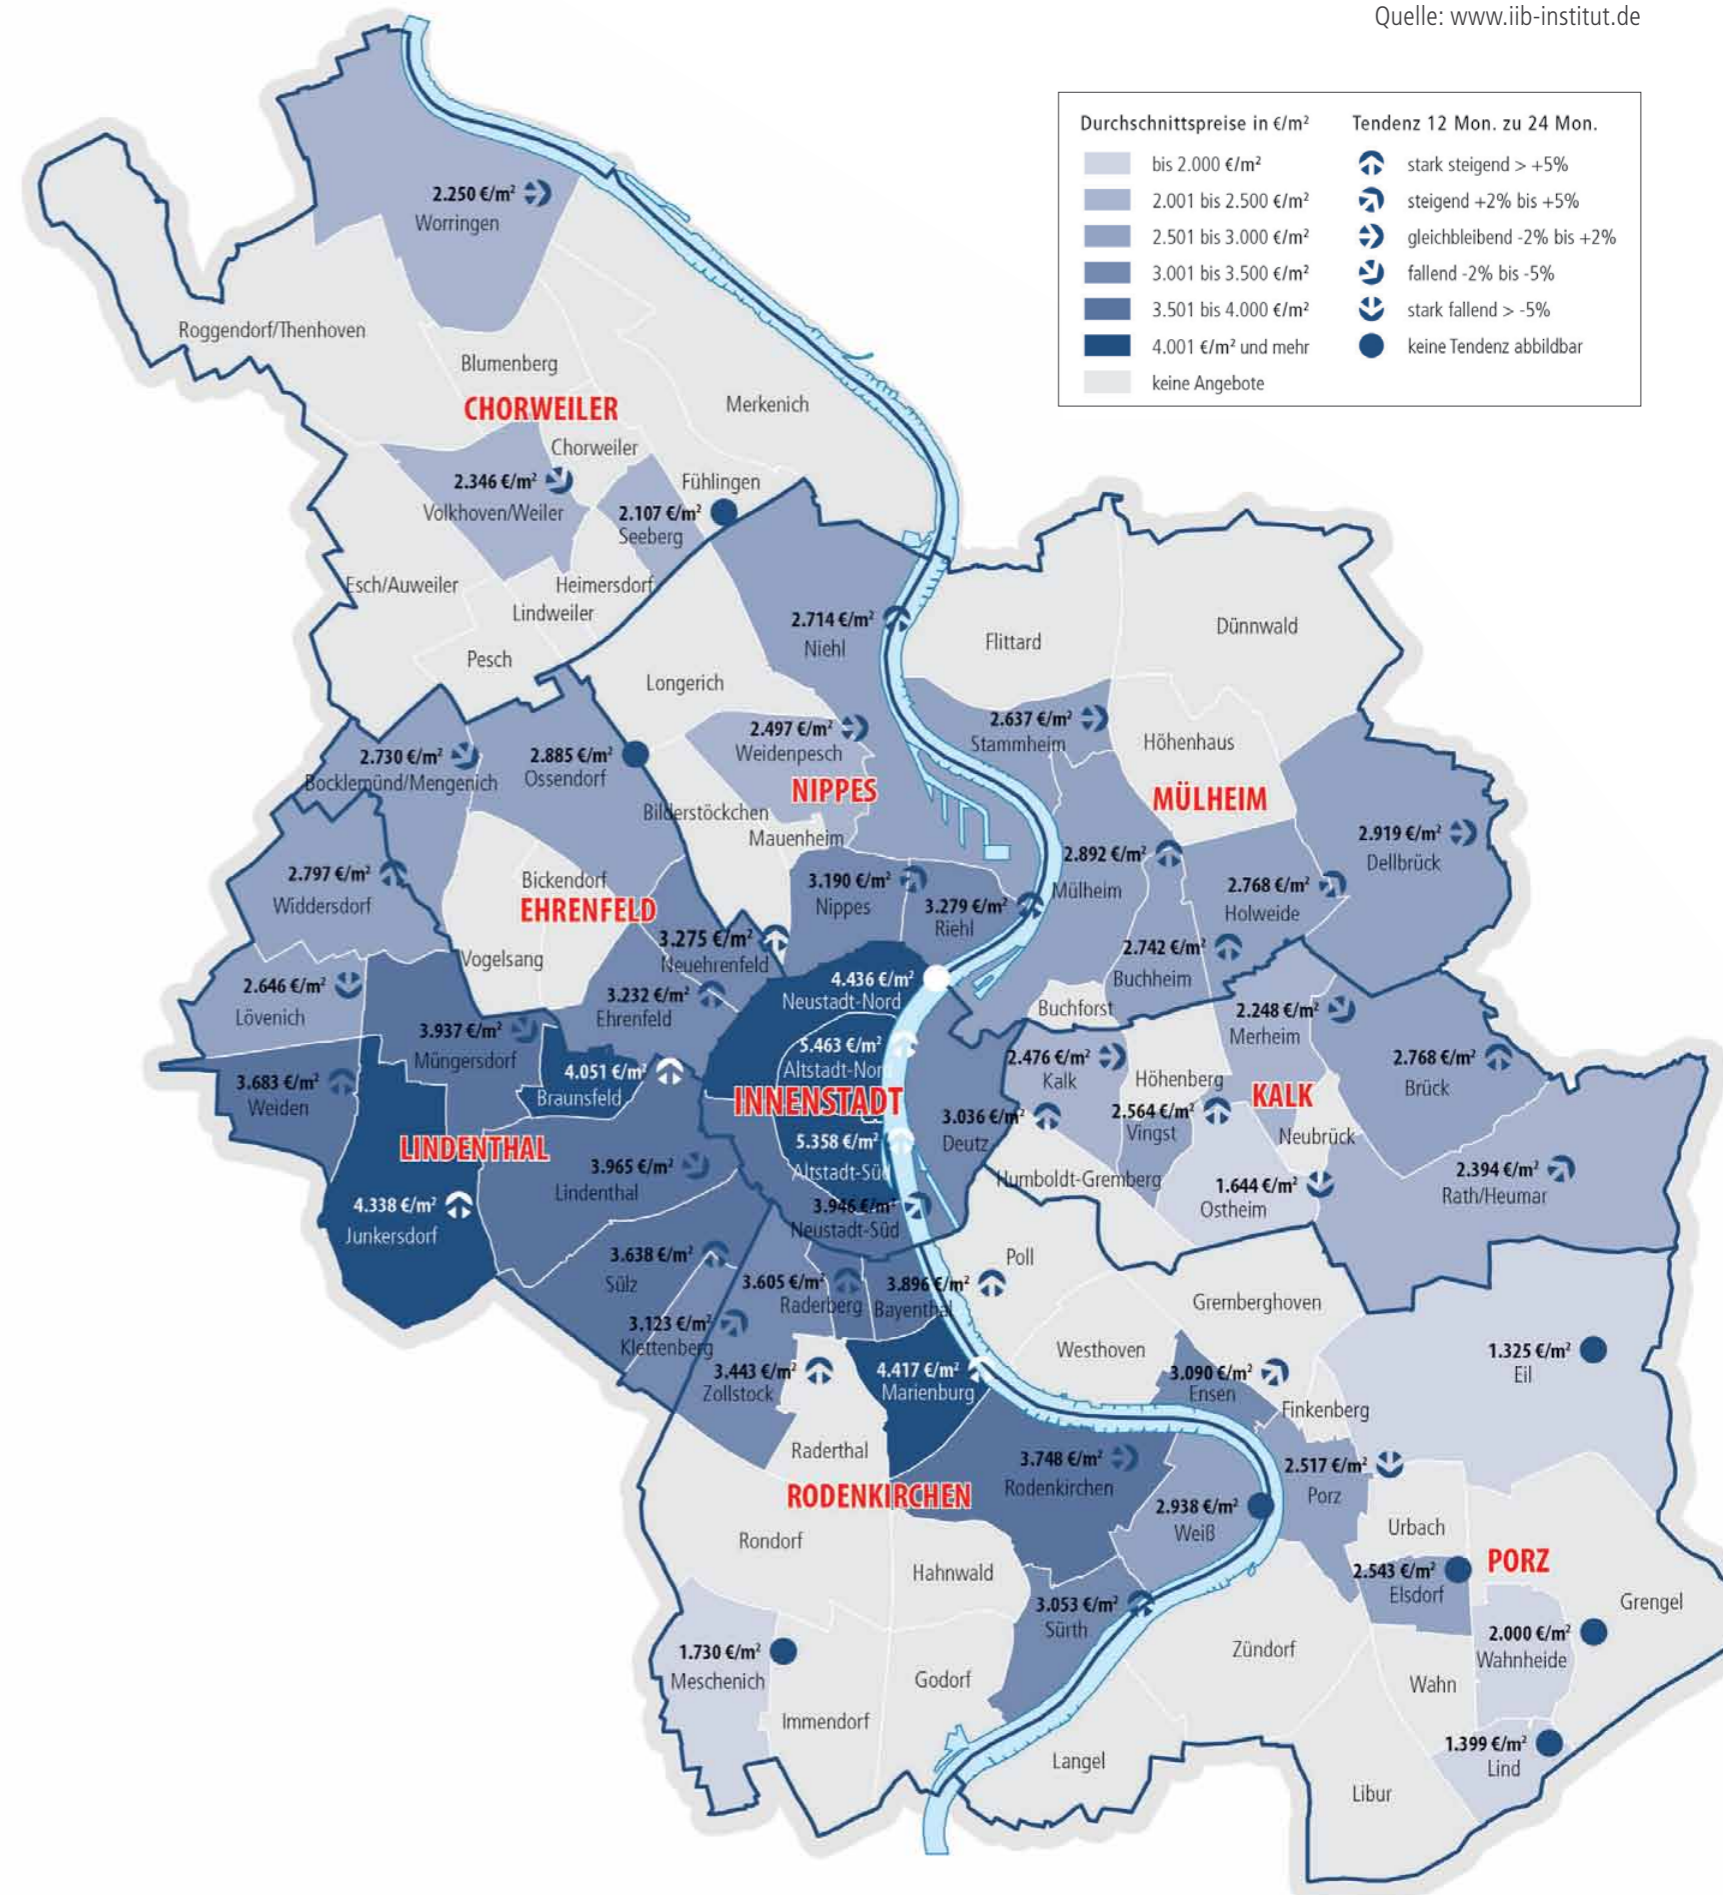 Quelle: www.iib-institut.de
Durchschnittspreise in €/m²
bis 2.000 €/m²
2.001 bis 2.500 €/m²
2.501 bis 3.000 €/m²
3.001 bis 3.500 €/m²
3.501 bis 4.000 €/m²
4.001 €/m² und mehr
keine Angebote
Tendenz 12 Mon. zu 24 Mon.
stark steigend > +5%
steigend +2% bis +5%
gleichbleibend -2% bis +2%
fallend -2% bis -5%
stark fallend > -5%
keine Tendenz abbildbar
2.250 €/m²
Worringen
Roggendorf/Thenhoven
Blumenberg
CHORWEILER
Merkenich
Chorweiler
2.346 €/m²
Volkhoven/Weiler
Fühlingen
2.107 €/m²
Seeberg
Esch/Auweiler
Heimersdorf
Lindweiler
Pesch
2.714 €/m²
Niehl
Longerich
2.497 €/m²
Weidenpesch
NIPPES
Bilderstöckchen
Mauenheim
3.190 €/m²
Nippes
3.279 €/m²
Riehl
Flittard
Dünnwald
2.637 €/m²
Stammheim
Höhenhaus
MÜLHEIM
2.892 €/m²
Mülheim
2.919 €/m²
Dellbrück
2.768 €/m²
Holweide
2.742 €/m²
Buchheim
Buchforst
2.730 €/m²
Bocklemünd/Mengenich
2.885 €/m²
Ossendorf
2.797 €/m²
Widdersdorf
Bickendorf
EHRENFELD
Vogelsang
3.275 €/m²
Neuehrenfeld
3.232 €/m²
Ehrenfeld
2.646 €/m²
Lövenich
3.937 €/m²
Müngersdorf
4.051 €/m²
Braunsfeld
3.683 €/m²
Weiden
LINDENTHAL
3.965 €/m²
Lindenthal
4.338 €/m²
Junkersdorf
3.638 €/m²
Sülz
3.123 €/m²
Klettenberg
4.436 €/m²
Neustadt-Nord
5.463 €/m²
Altstadt-Nord
INNENSTADT
5.358 €/m²
Altstadt-Süd
3.946 €/m²
Neustadt-Süd
3.036 €/m²
Deutz
2.248 €/m²
Merheim
2.476 €/m²
Kalk
Höhenberg
KALK
2.768 €/m²
Brück
2.564 €/m²
Vingst
Neubrück
Humboldt-Gremberg
1.644 €/m²
Ostheim
2.394 €/m²
Rath/Heumar
3.605 €/m²
Raderberg
3.896 €/m²
Bayenthal
3.443 €/m²
Zollstock
4.417 €/m²
Marienburg
Raderthal
RODENKIRCHEN
3.748 €/m²
Rodenkirchen
2.938 €/m²
Weiß
Rondorf
Hahnwald
3.053 €/m²
Sürth
1.730 €/m²
Meschenich
Immendorf
Godorf
Poll
Gremberghoven
Westhoven
3.090 €/m²
Ensen
Finkenberg
1.325 €/m²
Eil
2.517 €/m²
Porz
Urbach
PORZ
2.543 €/m²
Elsdorf
Grengel
2.000 €/m²
Wahnheide
Zündorf
Wahn
1.399 €/m²
Lind
Langel
Libur